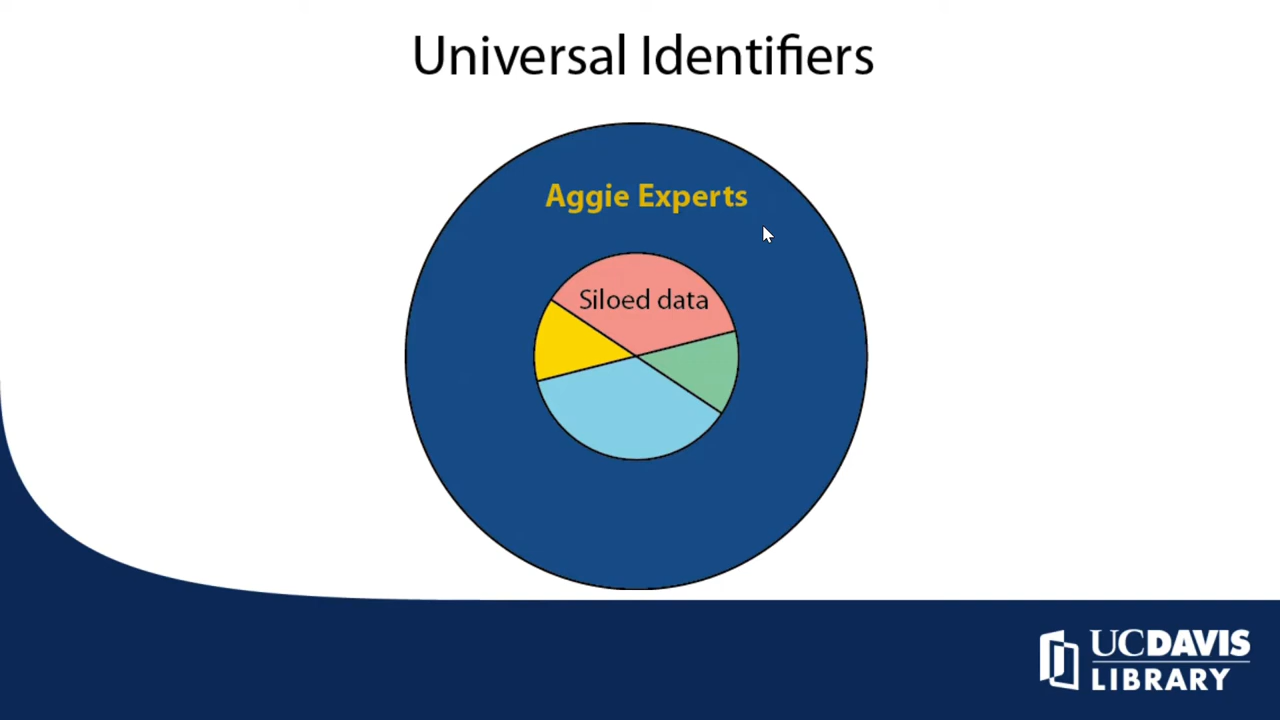 Universal Identifiers
Aggie Experts
Siloed data
UCDAVIS
LIBRARY